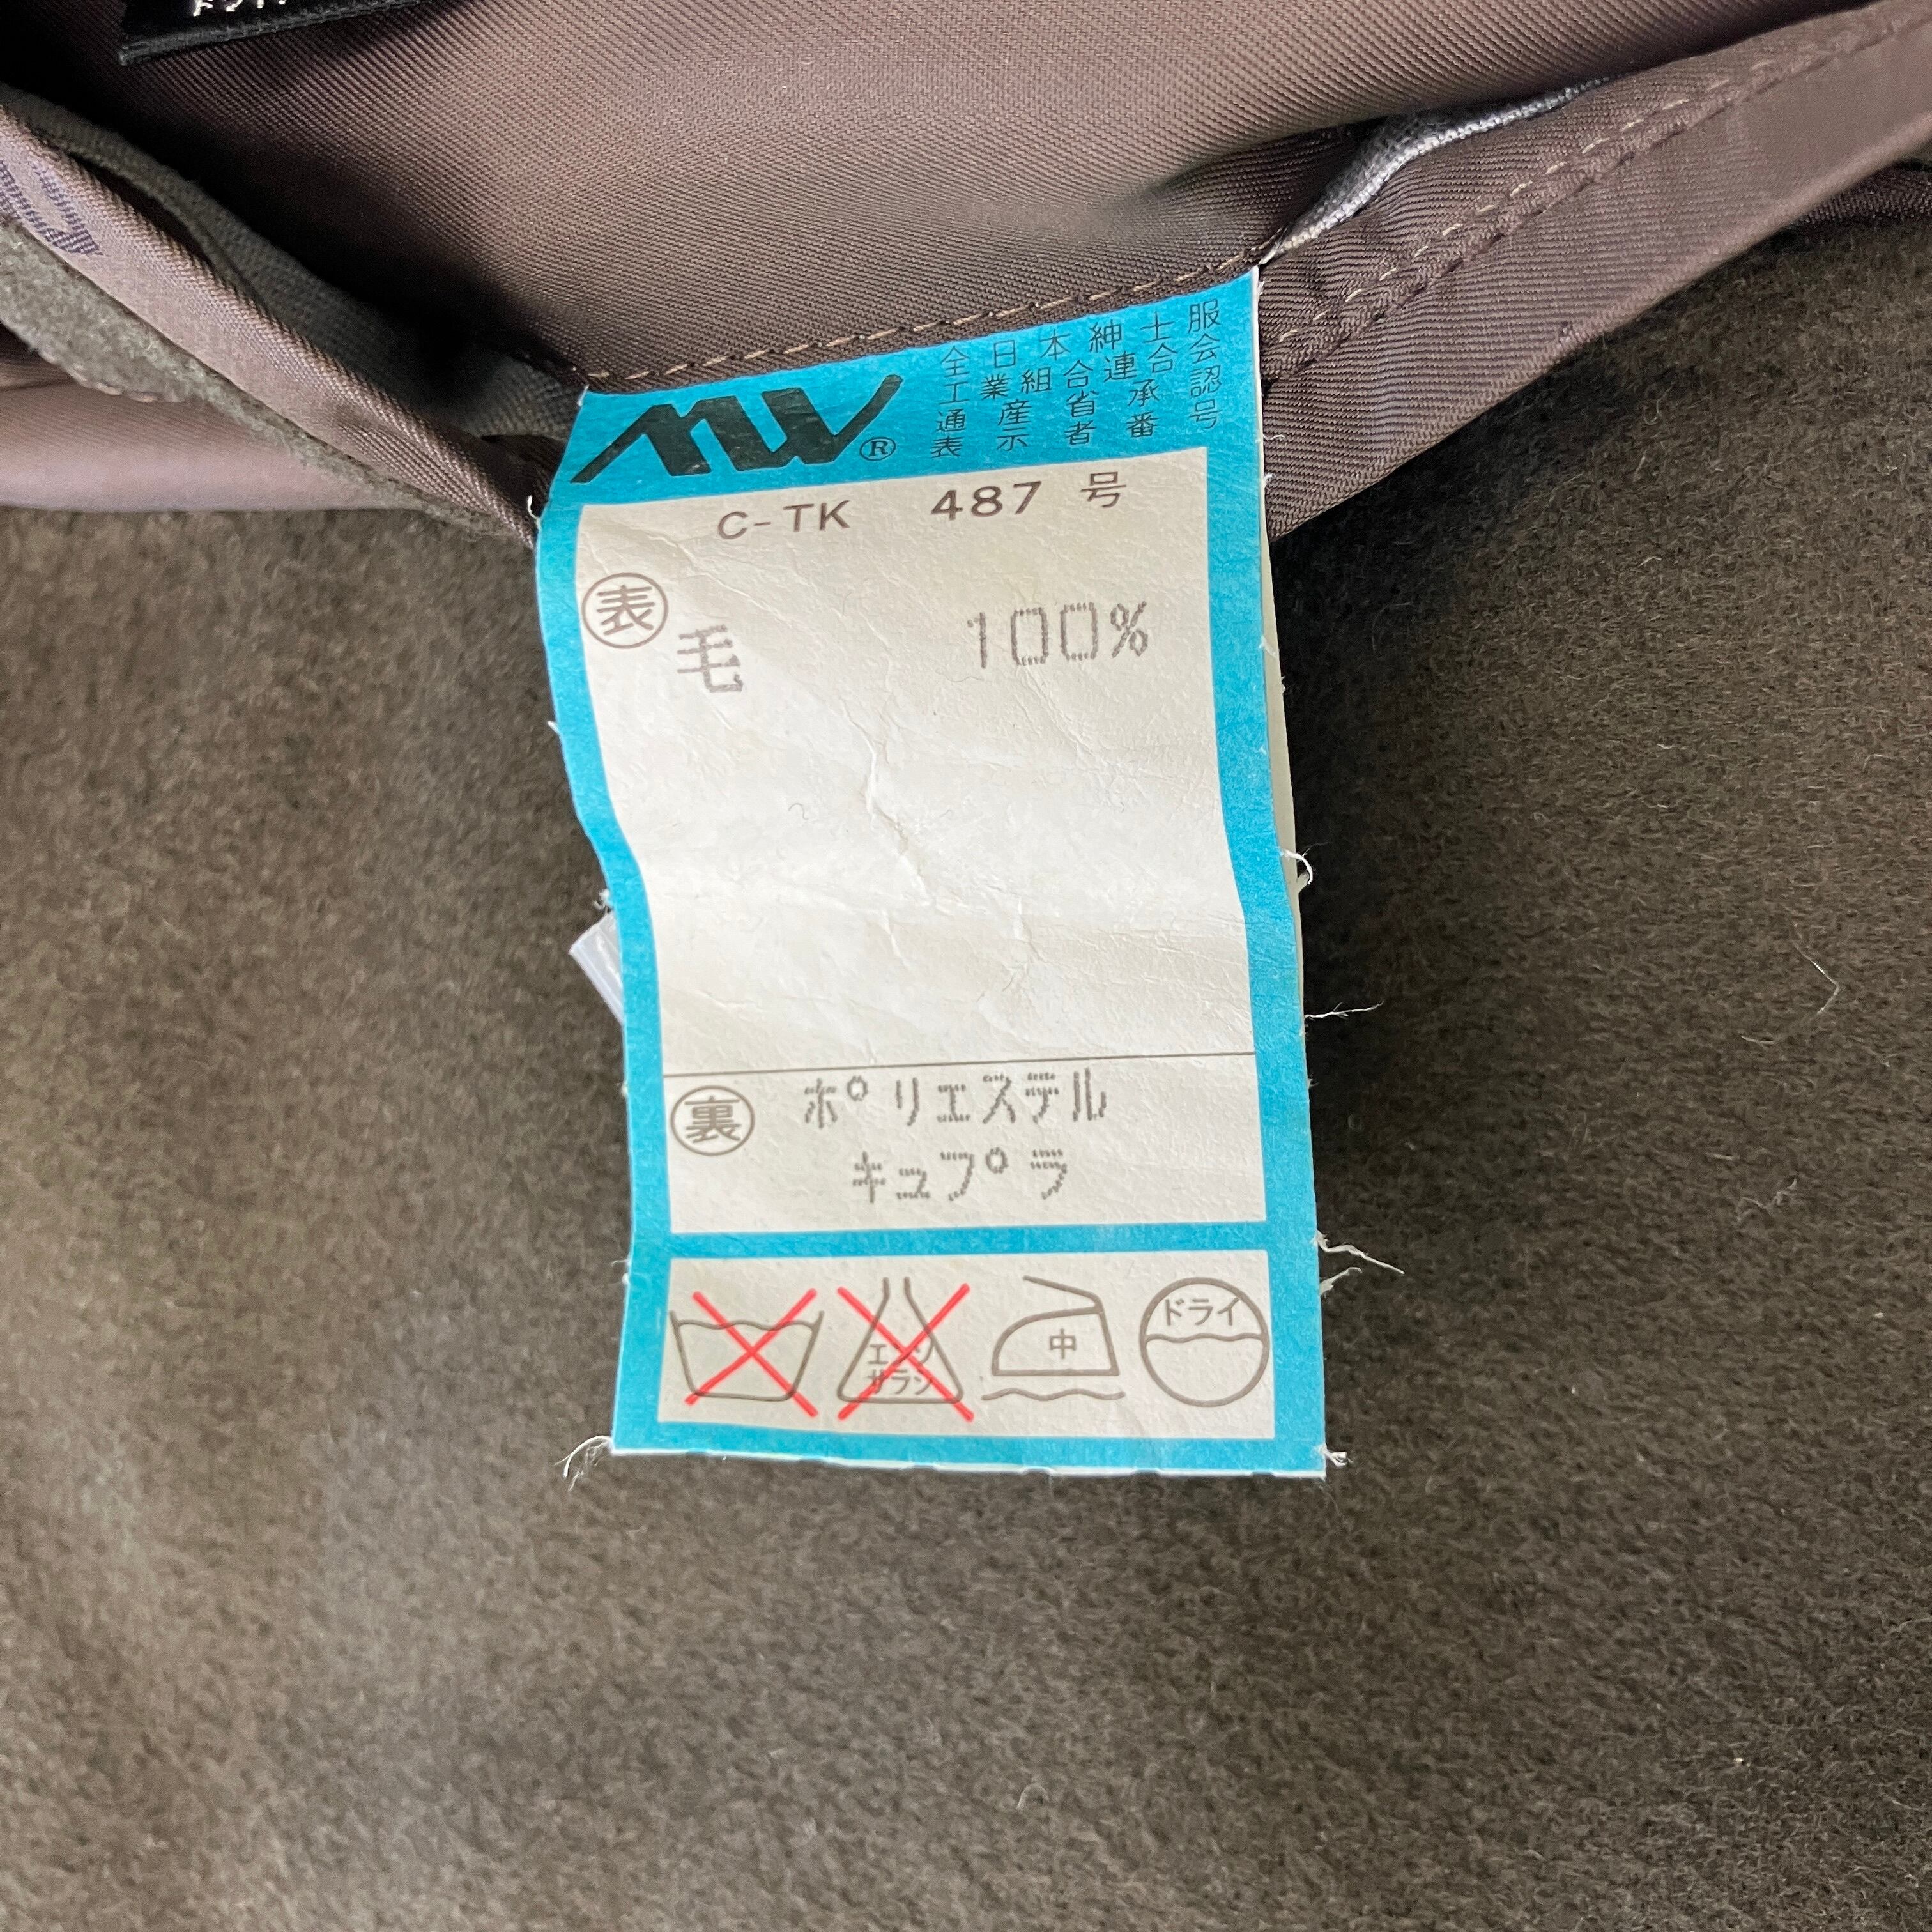 MW®
全日本紳士服
工業組合連合会
通産省承認
表示者番号
C-TK 487 号
表 毛 100%
裏 ポリエステル
キュプラ
エンソ
サラシ
中
ドライ